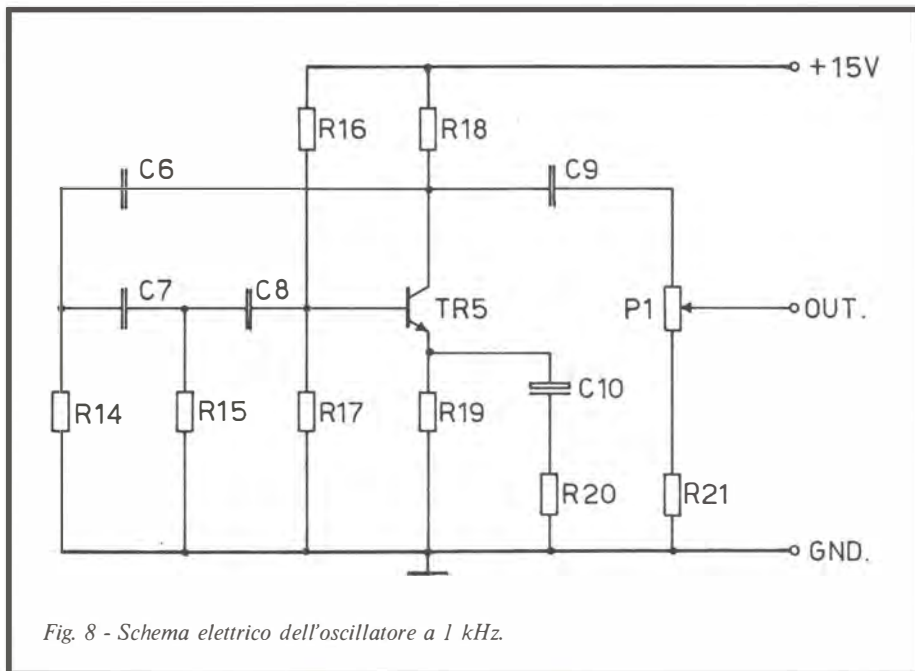 +15V
R16
R18
C6
C9
C7
C8
TR5
P1
OUT.
C10
R14
R15
R17
R19
R20
R21
GND.
Fig. 8 - Schema elettrico dell'oscillatore a 1 kHz.